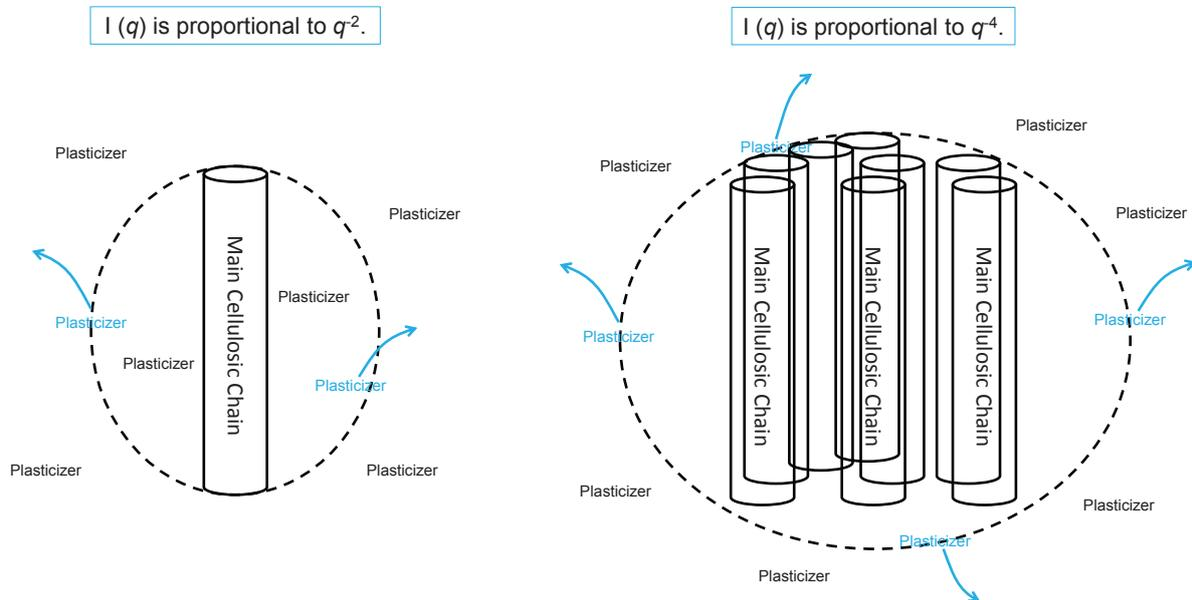 I (q) is proportional to q-2.
Plasticizer
Plasticizer
Main Cellulosic Chain
Plasticizer
Plasticizer
Plasticizer
Plasticizer
Plasticizer
Plasticizer
I (q) is proportional to q-4.
Plasticizer
Plasticizer
Plasticizer
Plasticizer
Main Cellulosic Chain
Main Cellulosic Chain
Main Cellulosic Chain
Plasticizer
Plasticizer
Plasticizer
Plasticizer
Plasticizer
Plasticizer